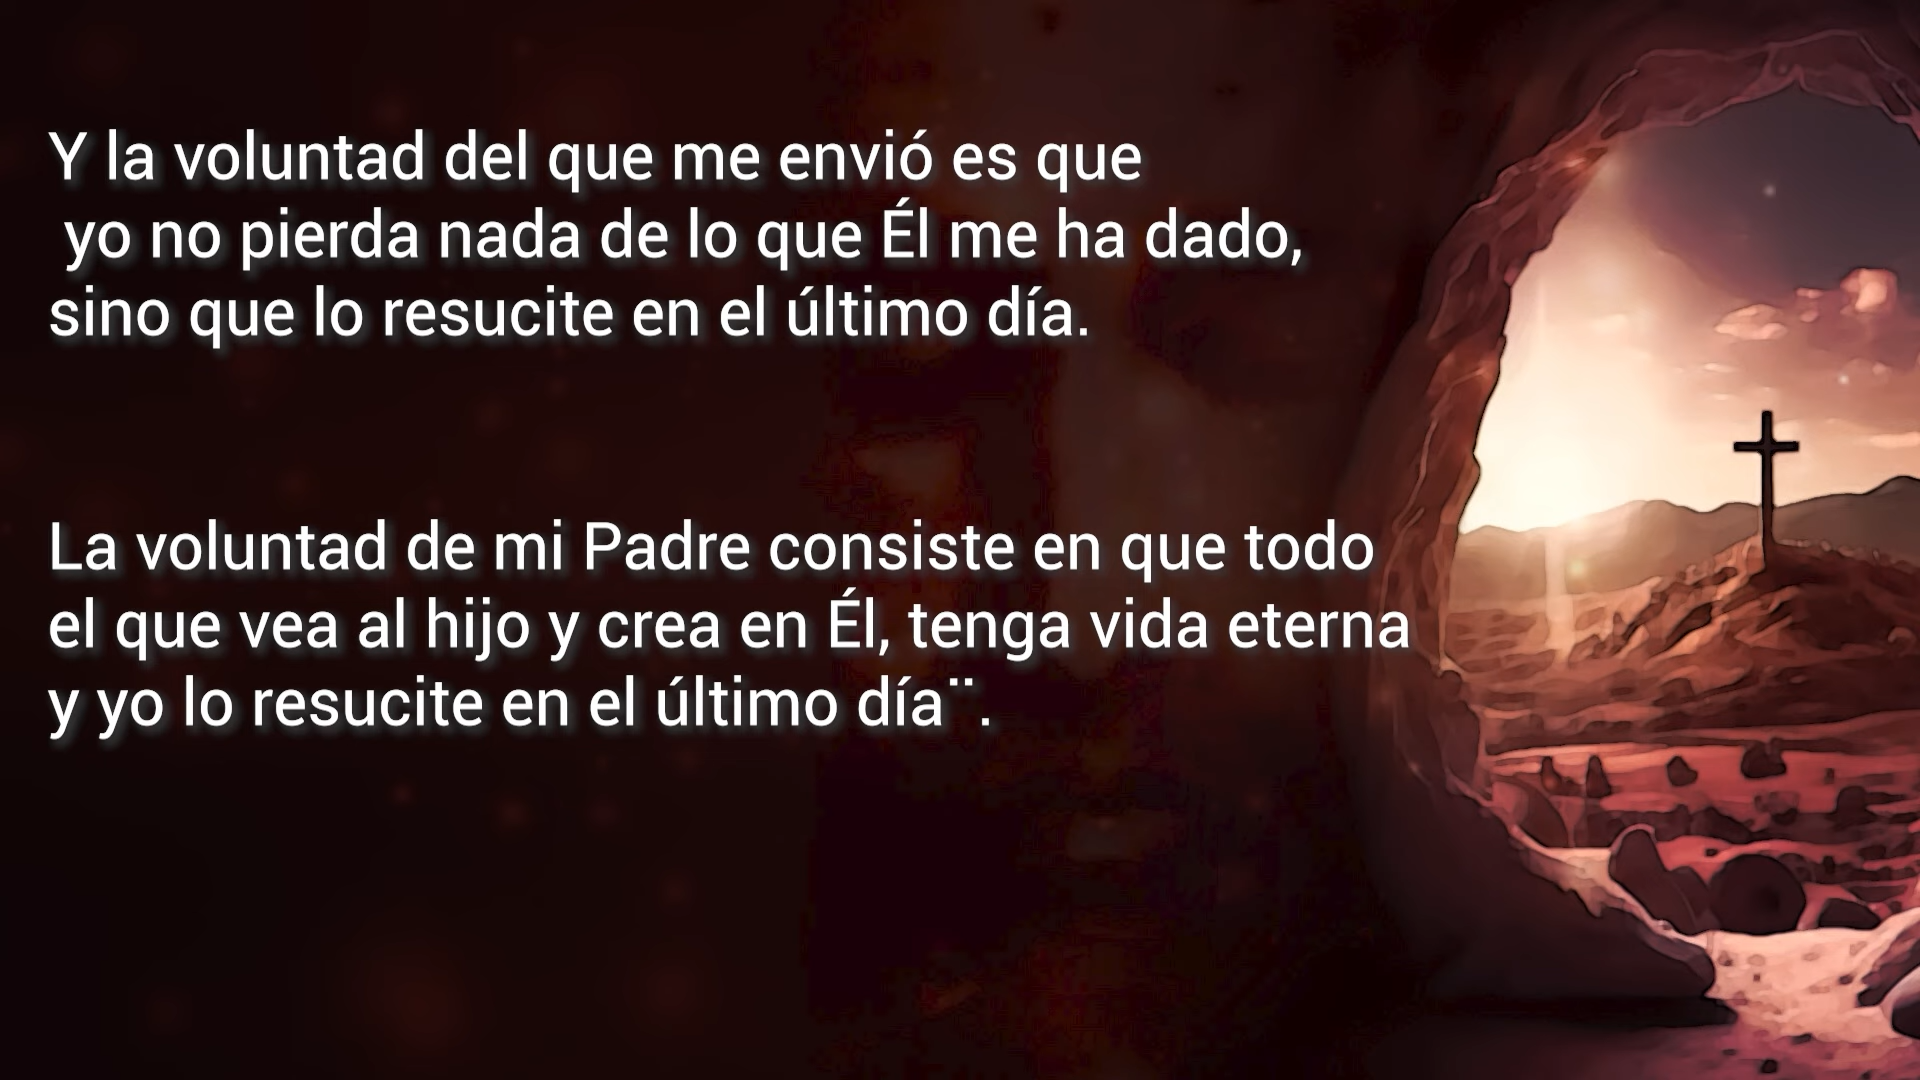 Y la voluntad del que me envió es que
yo no pierda nada de lo que Él me ha dado,
sino que lo resucite en el último día.
La voluntad de mi Padre consiste en que todo
el que vea al hijo y crea en Él, tenga vida eterna
y yo lo resucite en el último día¨.